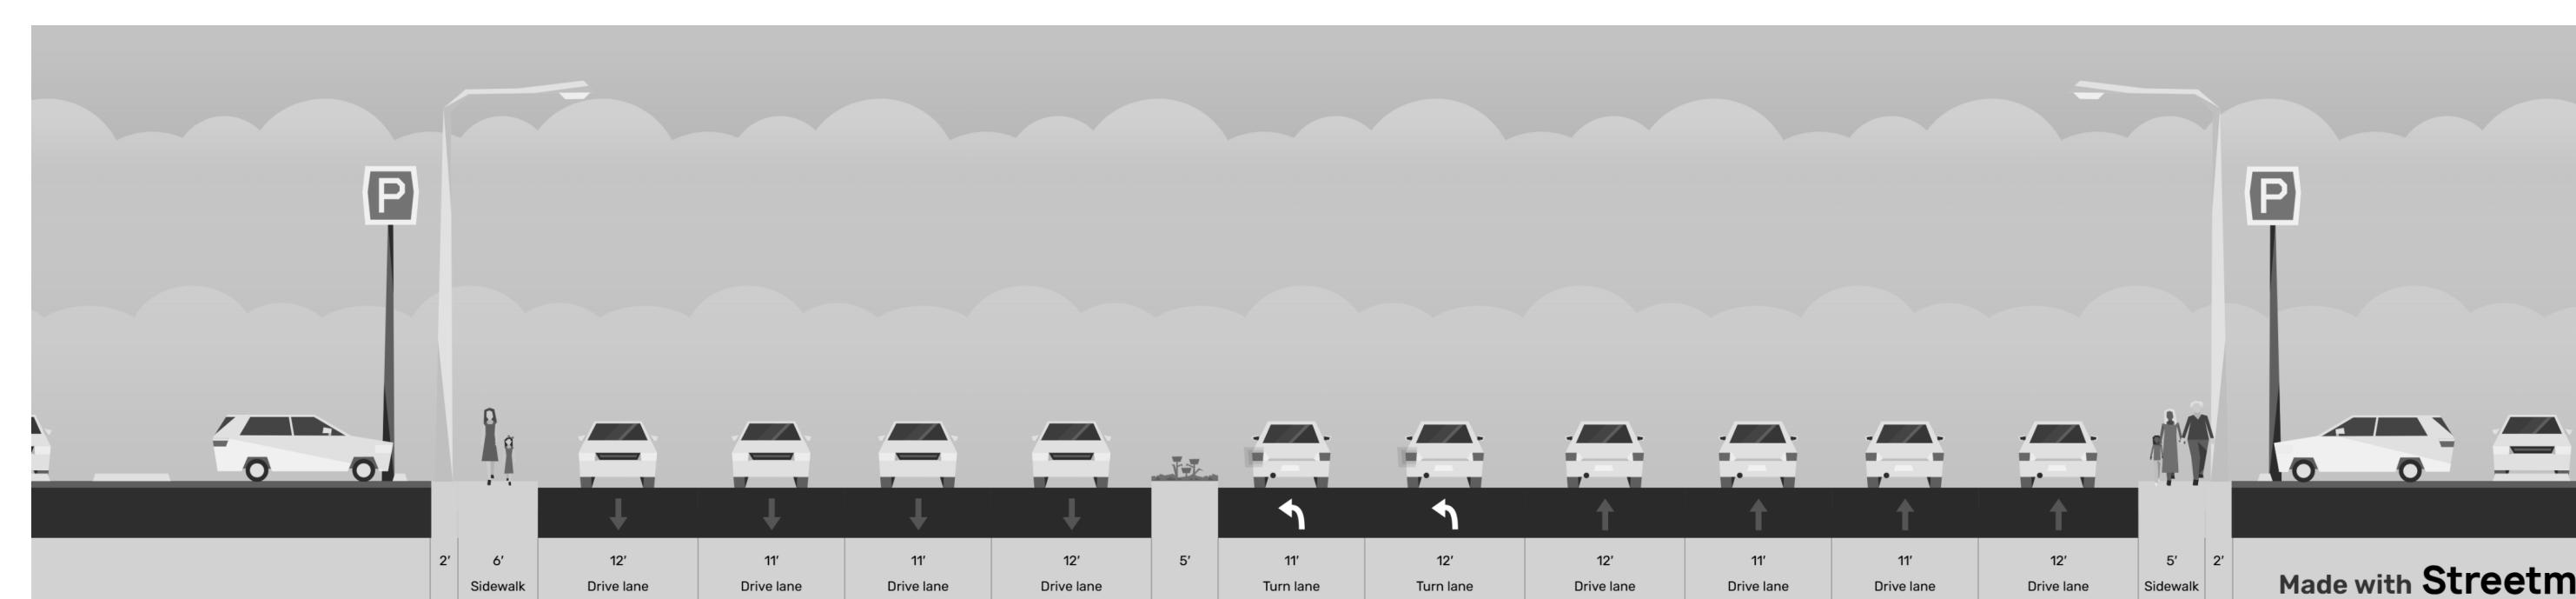 P
P
2′ 6′ 12′ 11′ 11′ 12′ 5′ 11′ 12′ 12′ 11′ 11′ 12′ 5′ 2′
Sidewalk Drive lane Drive lane Drive lane Drive lane Turn lane Turn lane Drive lane Drive lane Drive lane Drive lane Sidewalk
Made with Streetm